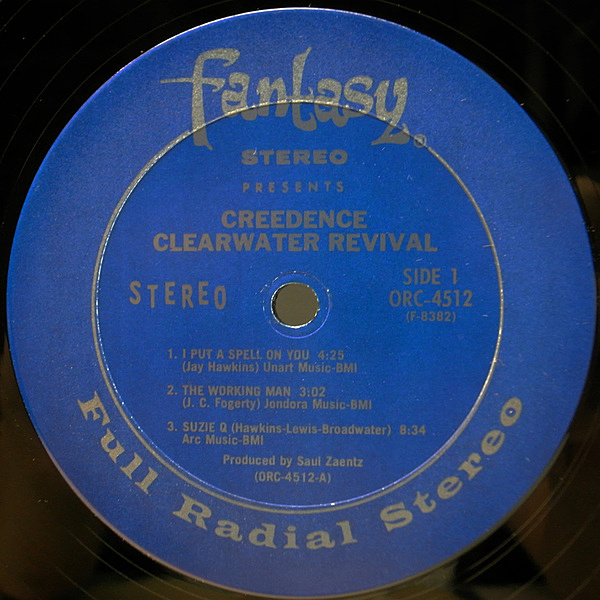 fantasy®
STEREO
PRESENTS
CREEDENCE
CLEARWATER REVIVAL
STEREO
SIDE 1
ORC-4512
(F-8382)
1. I PUT A SPELL ON YOU 4:25
(Jay Hawkins) Unart Music-BMI
2. THE WORKING MAN 3:02
(J. C. Fogerty) Jondora Music-BMI
3. SUZIE Q (Hawkins-Lewis-Broadwater) 8:34
Arc Music-BMI
Produced by Saul Zaentz
(ORC-4512-A)
Full Radial Stereo